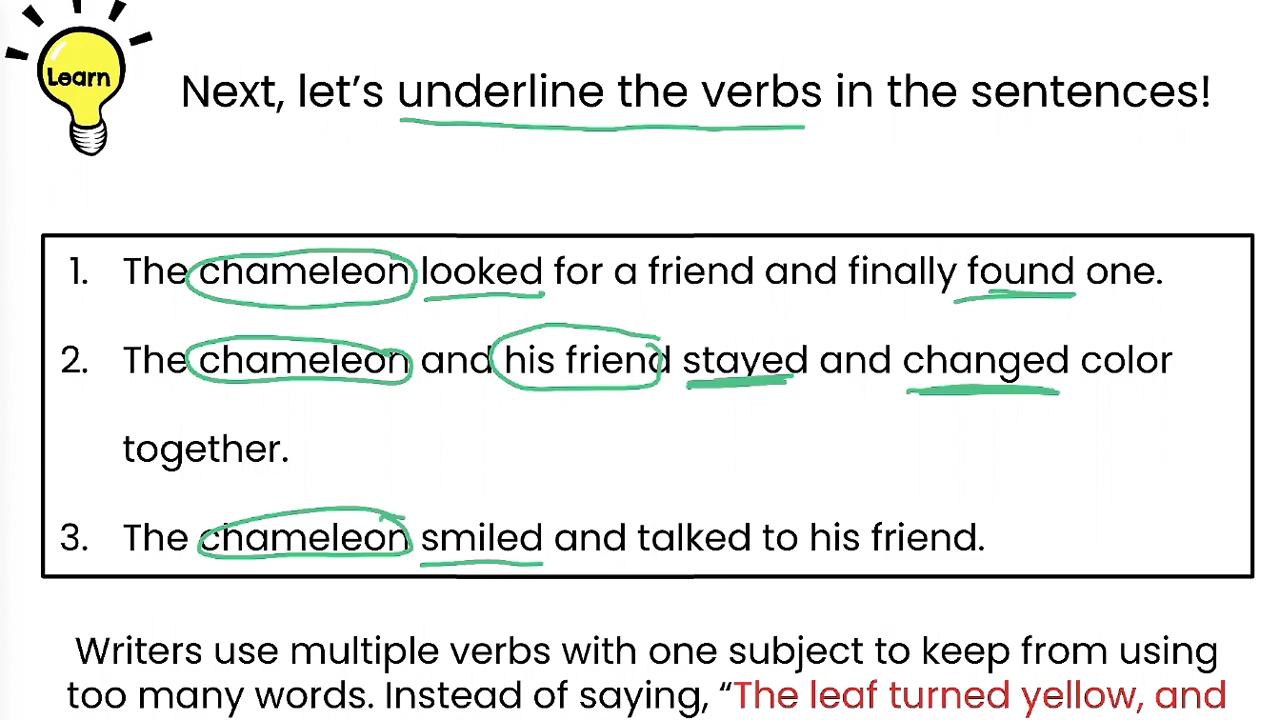 Learn
Next, let's underline the verbs in the sentences!
1. The chameleon looked for a friend and finally found one.
2. The chameleon and his friend stayed and changed color
together.
3. The chameleon smiled and talked to his friend.
Writers use multiple verbs with one subject to keep from using
too many words. Instead of saying, “The leaf turned yellow, and